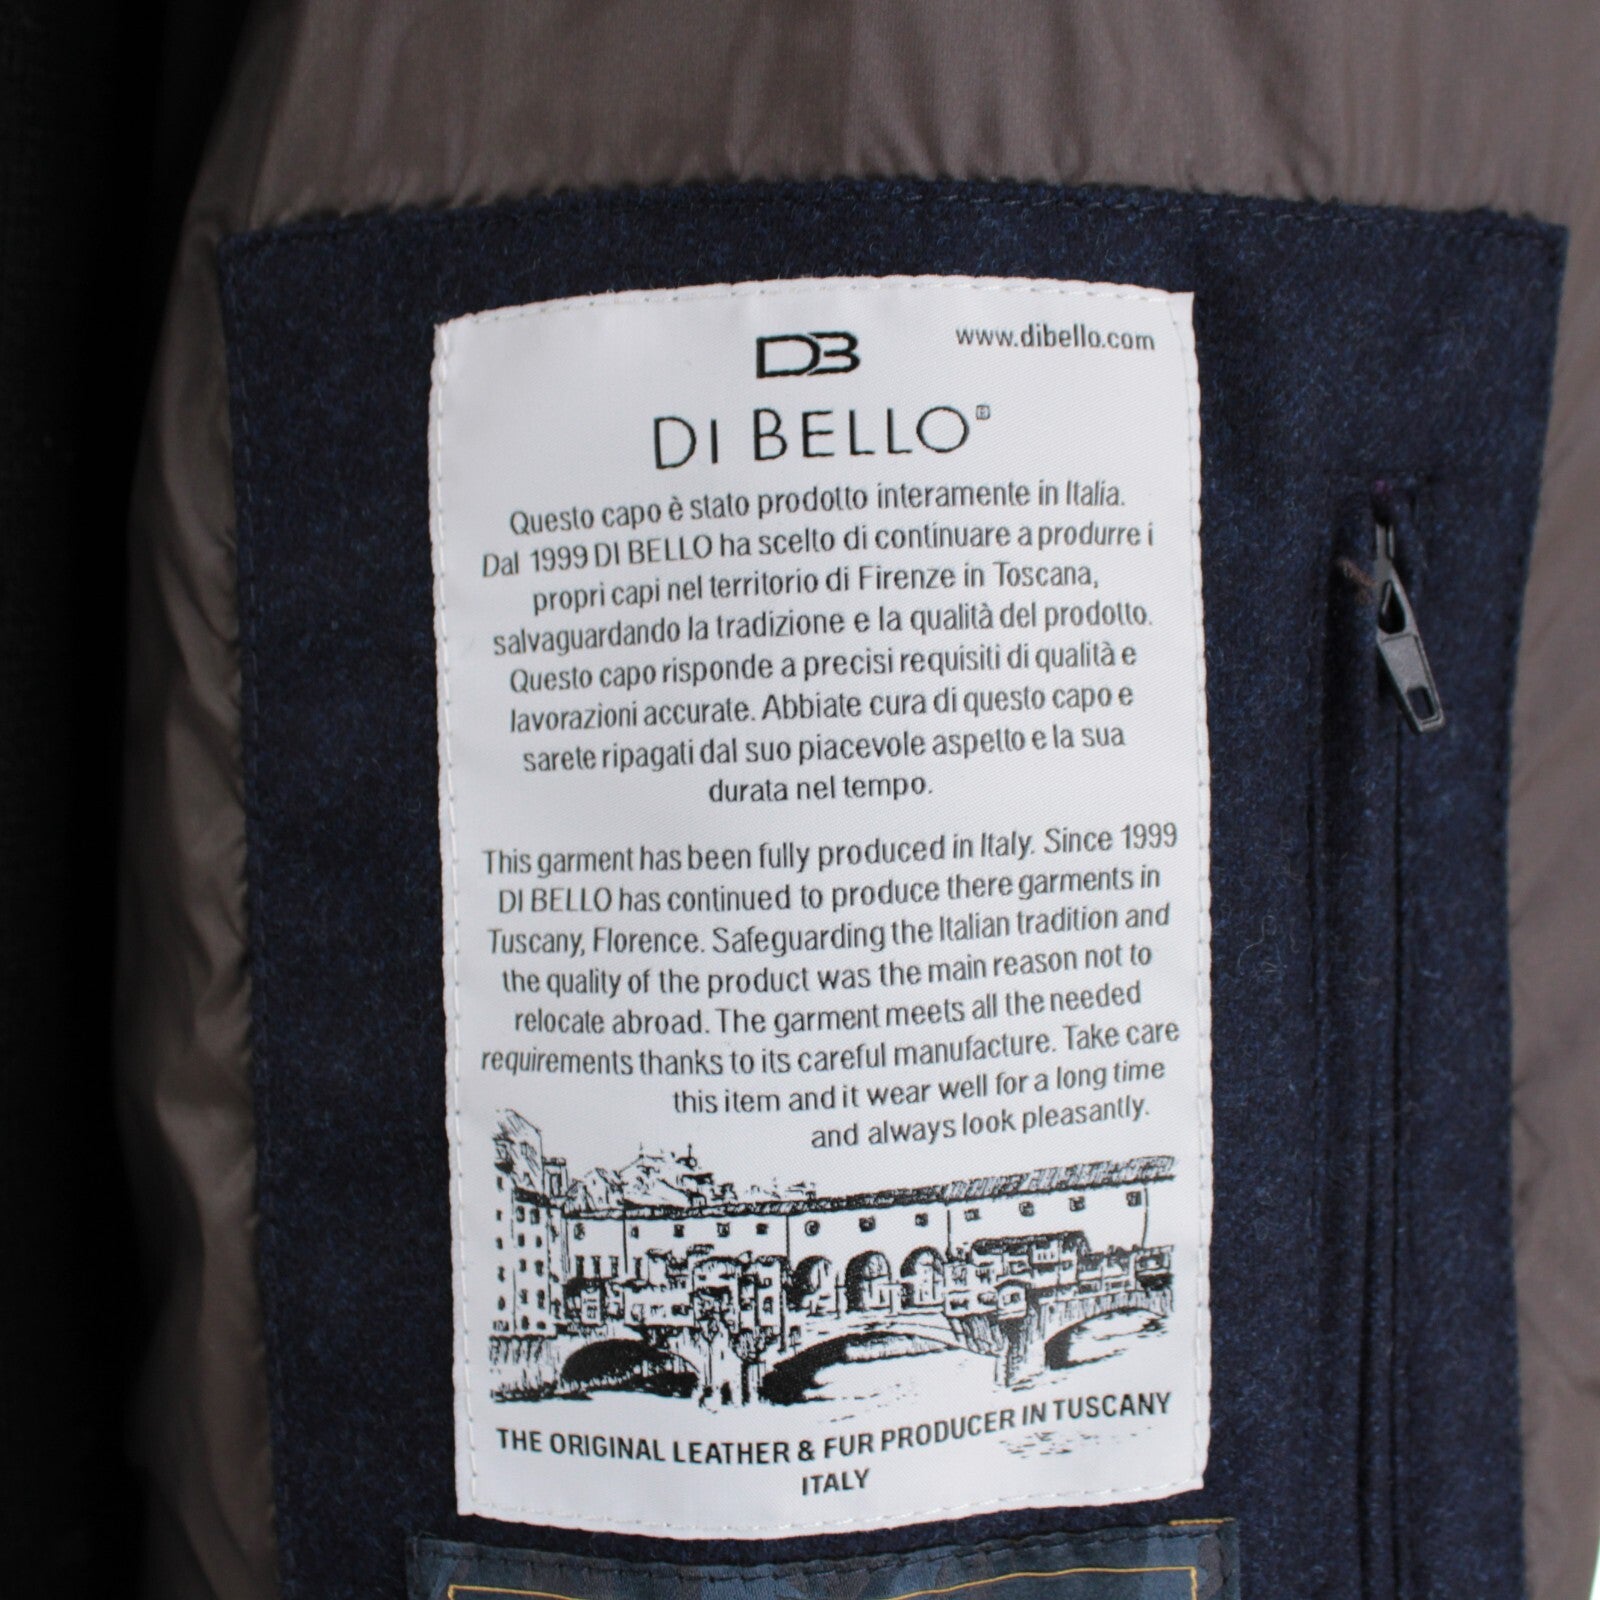 DB
www.dibello.com
DI BELLO®
Questo capo è stato prodotto interamente in Italia.
Dal 1999 DI BELLO ha scelto di continuare a produrre i
propri capi nel territorio di Firenze in Toscana,
salvaguardando la tradizione e la qualità del prodotto.
Questo capo risponde a precisi requisiti di qualità e
lavorazioni accurate. Abbiate cura di questo capo e
sarete ripagati dal suo piacevole aspetto e la sua
durata nel tempo.
This garment has been fully produced in Italy. Since 1999
DI BELLO has continued to produce there garments in
Tuscany, Florence. Safeguarding the Italian tradition and
the quality of the product was the main reason not to
relocate abroad. The garment meets all the needed
requirements thanks to its careful manufacture. Take care
this item and it wear well for a long time
and always look pleasantly.
THE ORIGINAL LEATHER & FUR PRODUCER IN TUSCANY
ITALY